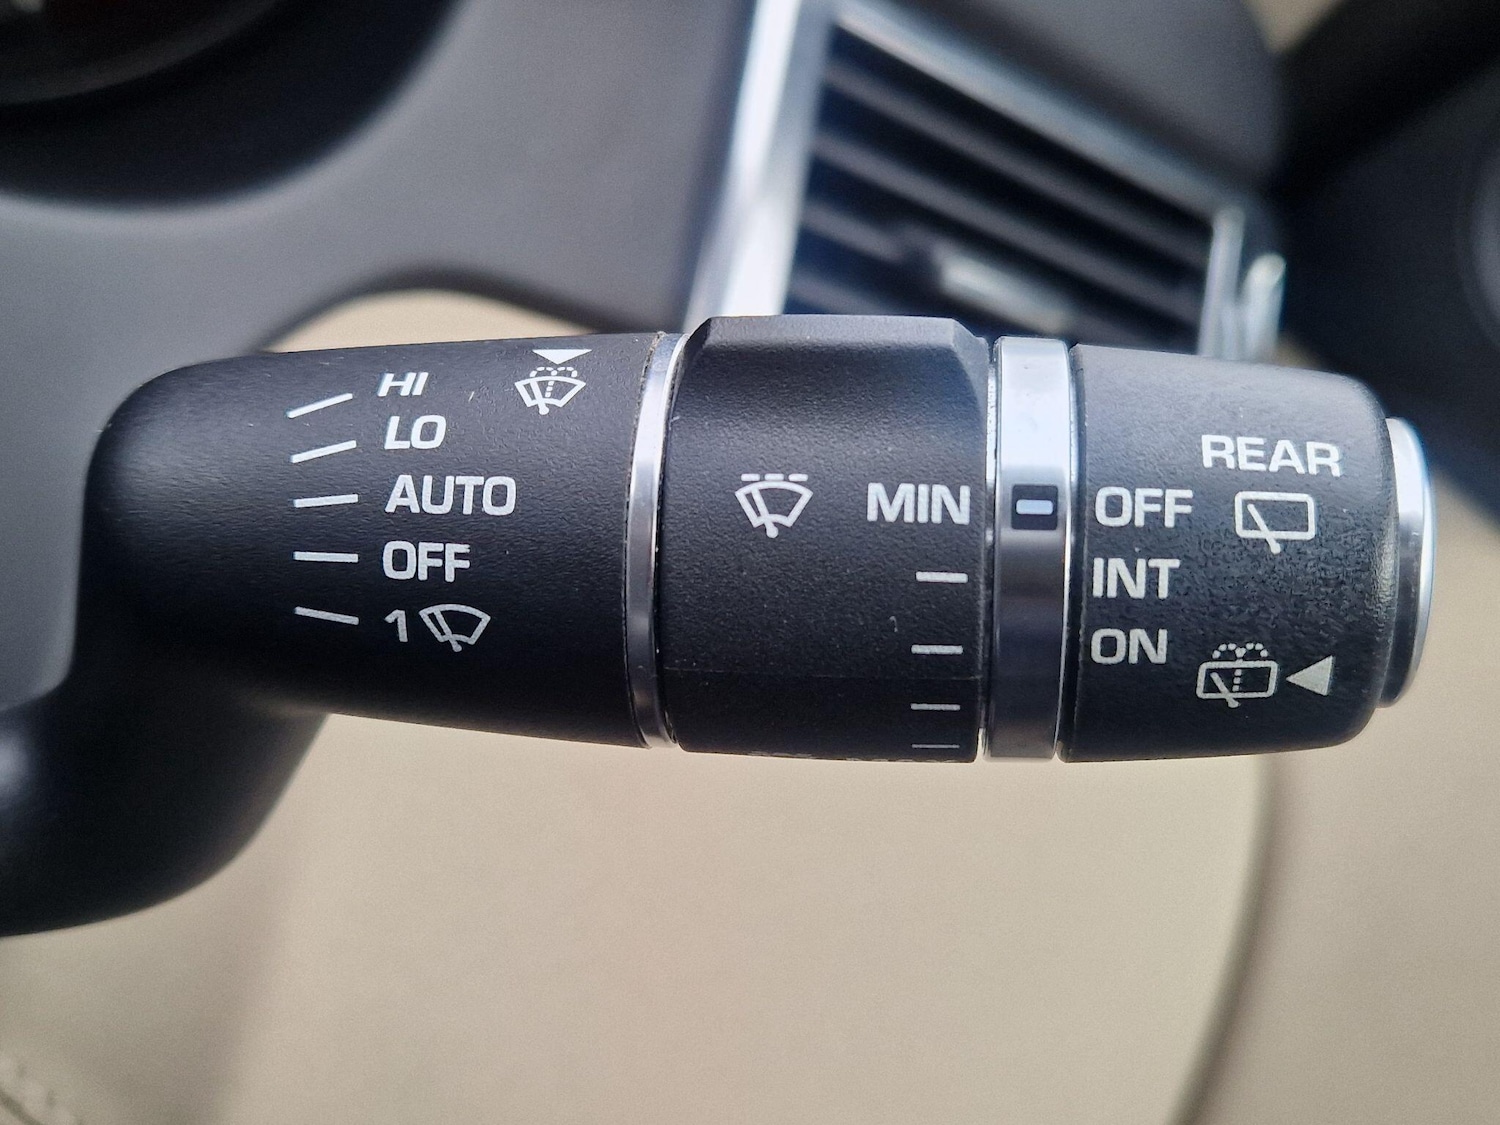 HI
LO
AUTO
OFF
1
MIN
REAR
OFF
INT
ON